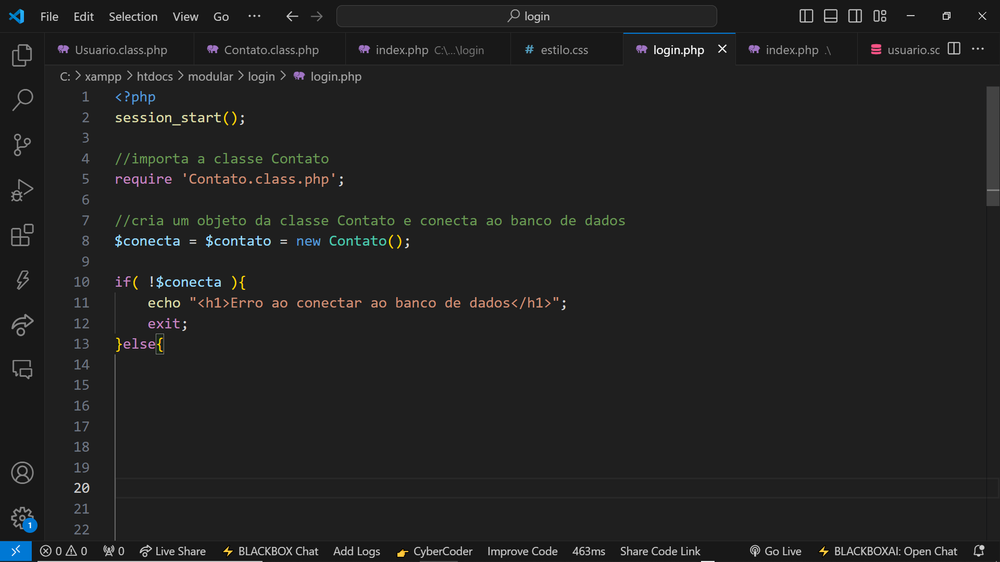 File Edit Selection View Go ··· login
Usuario.class.php Contato.class.php index.php C:\...\login # estilo.css login.php index.php .\ usuario.sc ···
C: > xampp > htdocs > modular > login > login.php
1 <?php
2 session_start();
3
4 //importa a classe Contato
5 require 'Contato.class.php';
6
7 //cria um objeto da classe Contato e conecta ao banco de dados
8 $conecta = $contato = new Contato();
9
10 if( !$conecta ){
11 echo "<h1>Erro ao conectar ao banco de dados</h1>";
12 exit;
13 }else{
14
15
16
17
18
19
20
21
22
1
0 0 0 Live Share BLACKBOX Chat Add Logs CyberCoder Improve Code 463ms Share Code Link Go Live BLACKBOXAI: Open Chat